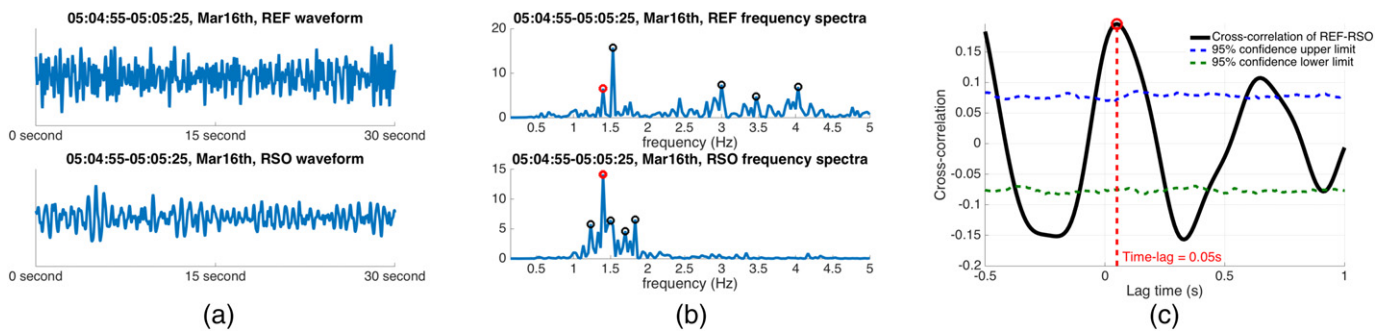 05:04:55-05:05:25, Mar16th, REF waveform
0 second 15 second 30 second
05:04:55-05:05:25, Mar16th, RSO waveform
0 second 15 second 30 second
(a)
05:04:55-05:05:25, Mar16th, REF frequency spectra
20
10
0
0.5 1 1.5 2 2.5 3 3.5 4 4.5 5
frequency (Hz)
05:04:55-05:05:25, Mar16th, RSO frequency spectra
15
10
5
0
0.5 1 1.5 2 2.5 3 3.5 4 4.5 5
frequency (Hz)
(b)
Cross-correlation of REF-RSO
95% confidence upper limit
95% confidence lower limit
Cross-correlation
0.15
0.1
0.05
0
-0.05
-0.1
-0.15
-0.2
Time-lag = 0.05s
-0.5 0 0.5 1
Lag time (s)
(c)